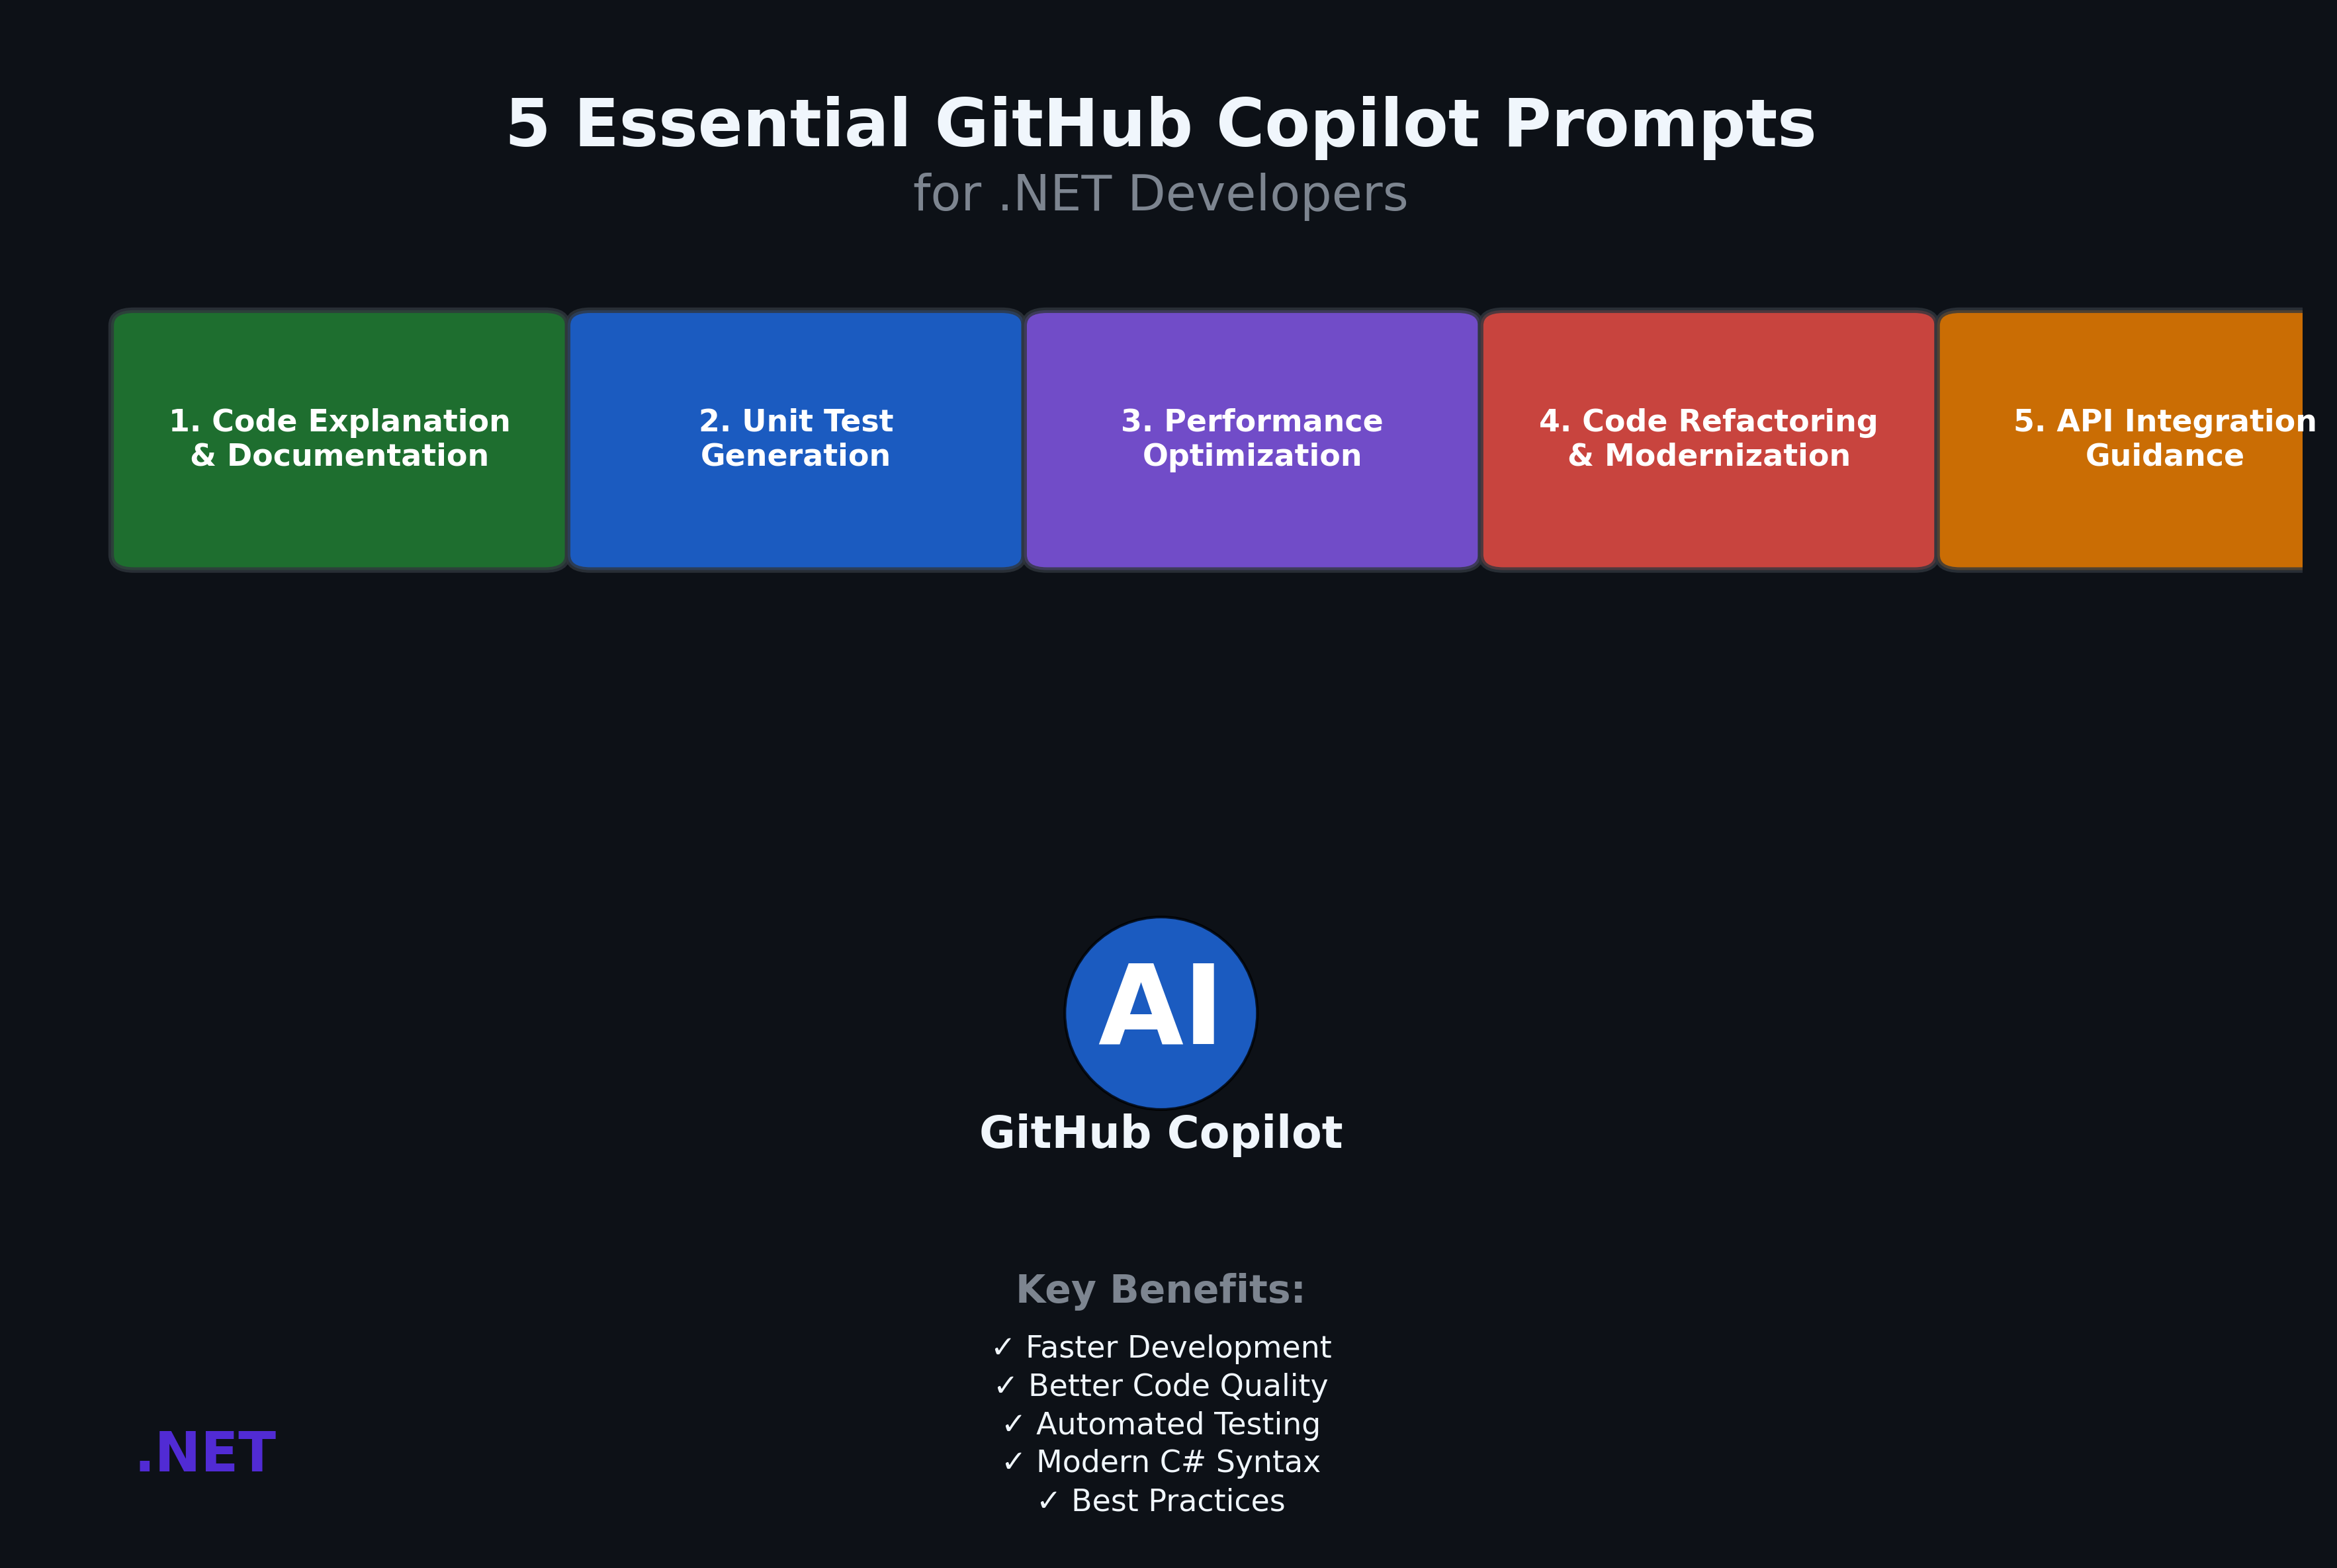 5 Essential GitHub Copilot Prompts
for .NET Developers
1. Code Explanation
& Documentation
2. Unit Test
Generation
3. Performance
Optimization
4. Code Refactoring
& Modernization
5. API Integration
Guidance
AI
GitHub Copilot
Key Benefits:
✓ Faster Development
✓ Better Code Quality
✓ Automated Testing
✓ Modern C# Syntax
✓ Best Practices
.NET